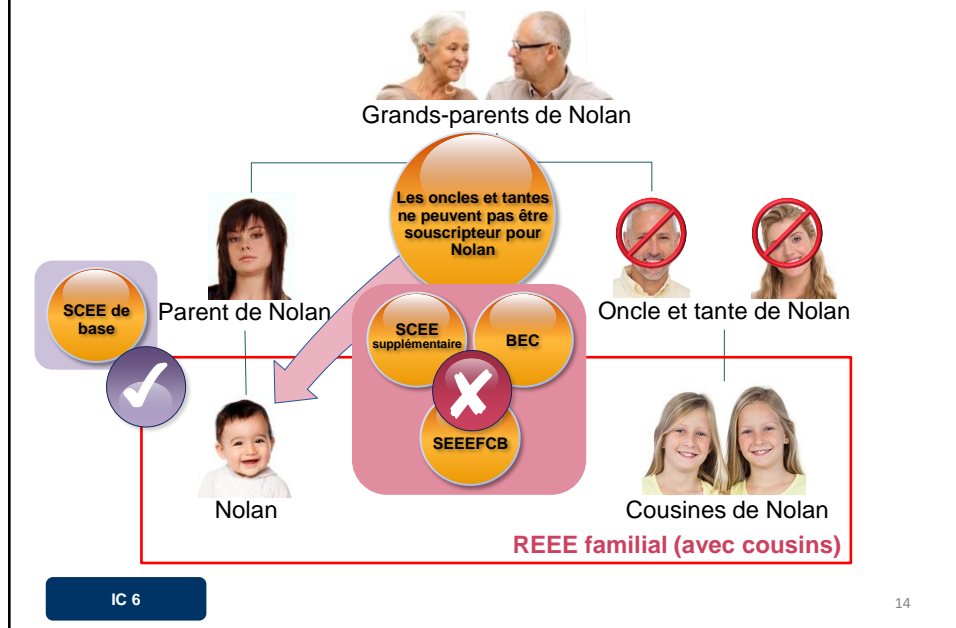 Grands-parents de Nolan
Les oncles et tantes
ne peuvent pas être
souscripteur pour
Nolan
SCEE de
base
Parent de Nolan
Oncle et tante de Nolan
SCEE
supplémentaire
BEC
SEEEFCB
Nolan
Cousines de Nolan
REEE familial (avec cousins)
IC 6
14